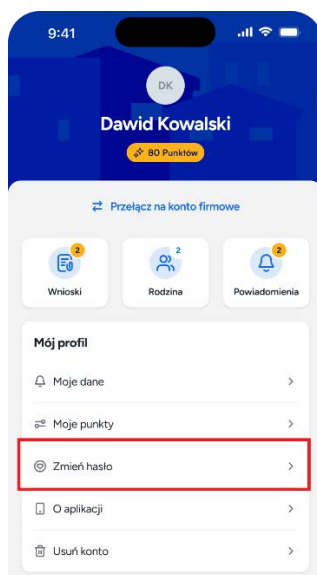 9:41
DK
Dawid Kowalski
80 Punktów
Przełącz na konto firmowe
2 2 2
Wnioski Rodzina Powiadomienia
Mój profil
Moje dane
Moje punkty
Zmień hasło
O aplikacji
Usuń konto